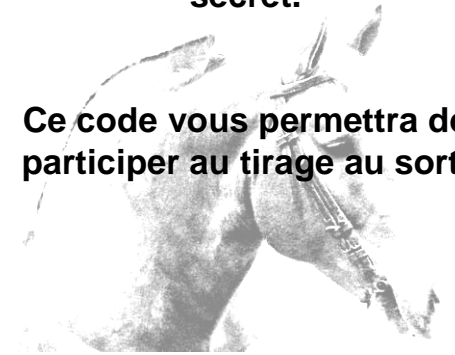 secret.
Ce code vous permettra de
participer au tirage au sort